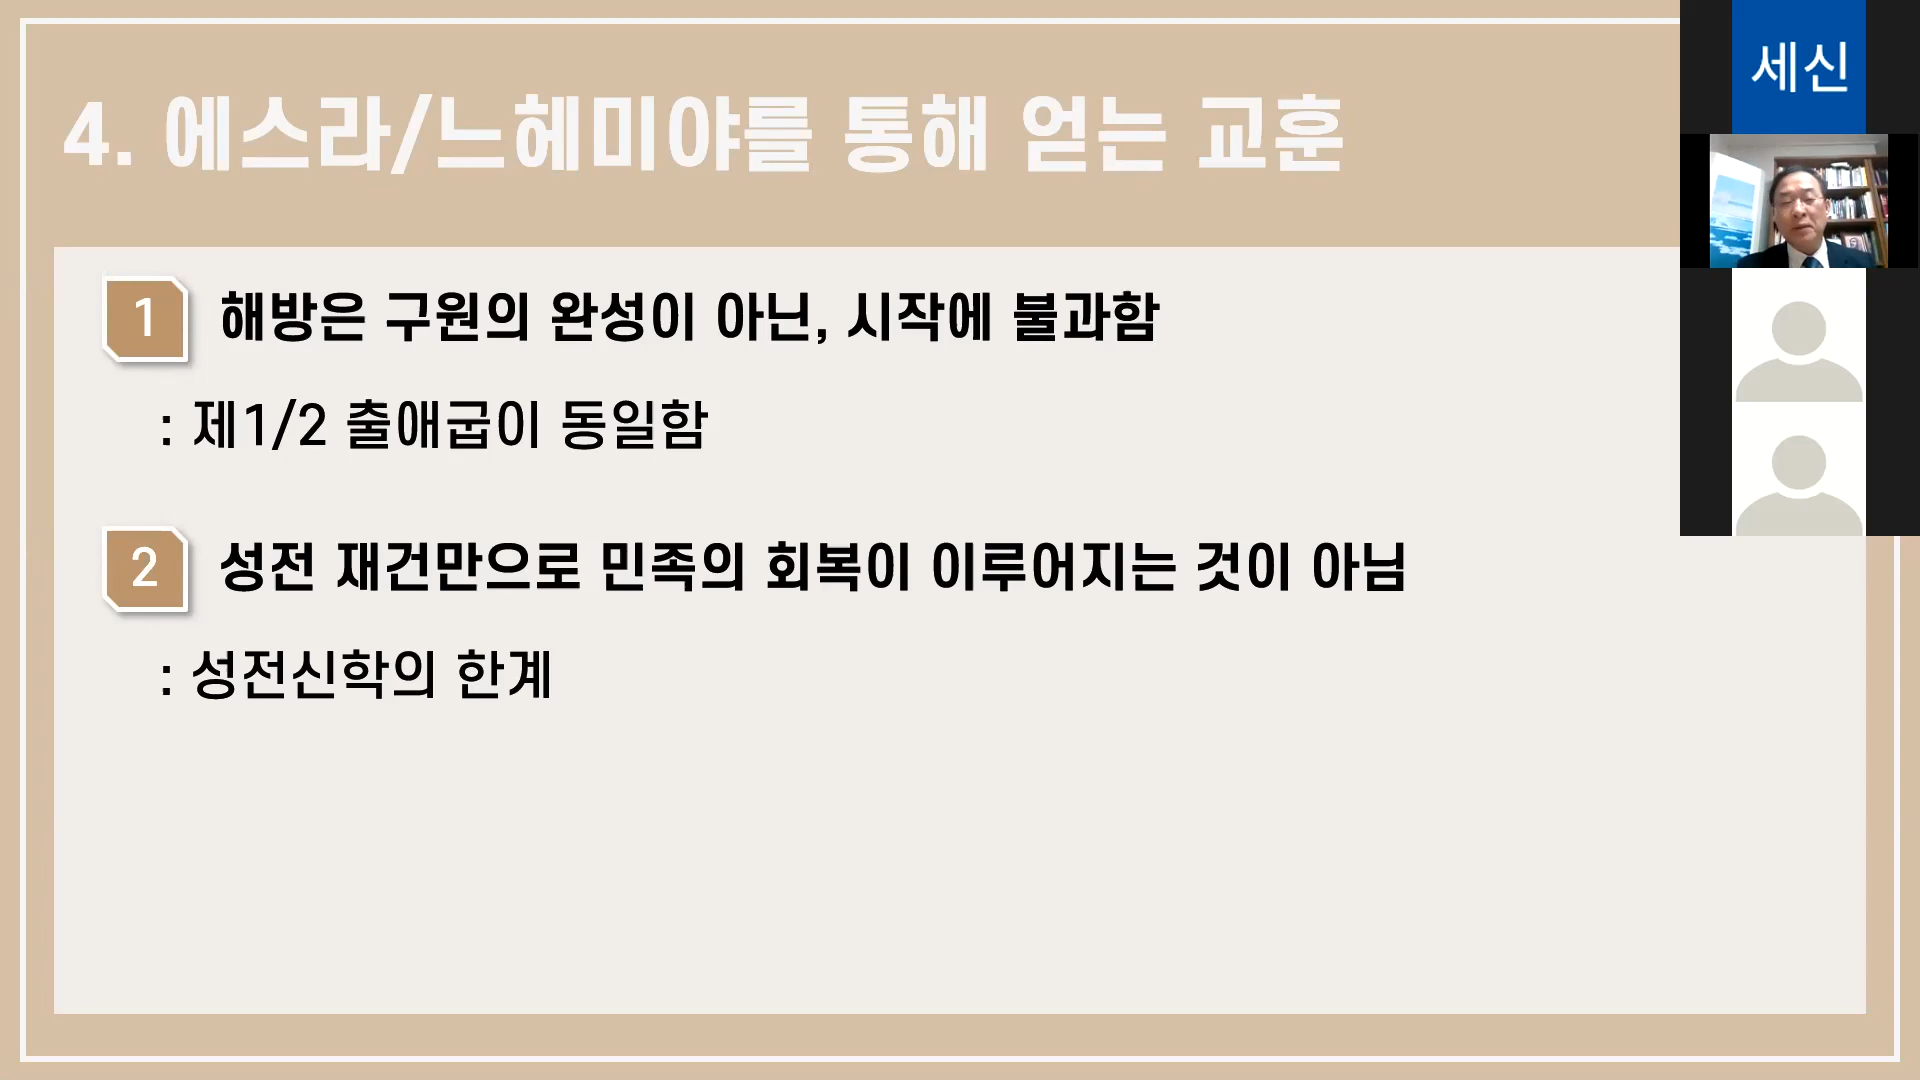 4. 에스라/느헤미야를 통해 얻는 교훈
세신
1 해방은 구원의 완성이 아닌, 시작에 불과함
: 제1/2 출애굽이 동일함
2 성전 재건만으로 민족의 회복이 이루어지는 것이 아님
: 성전신학의 한계